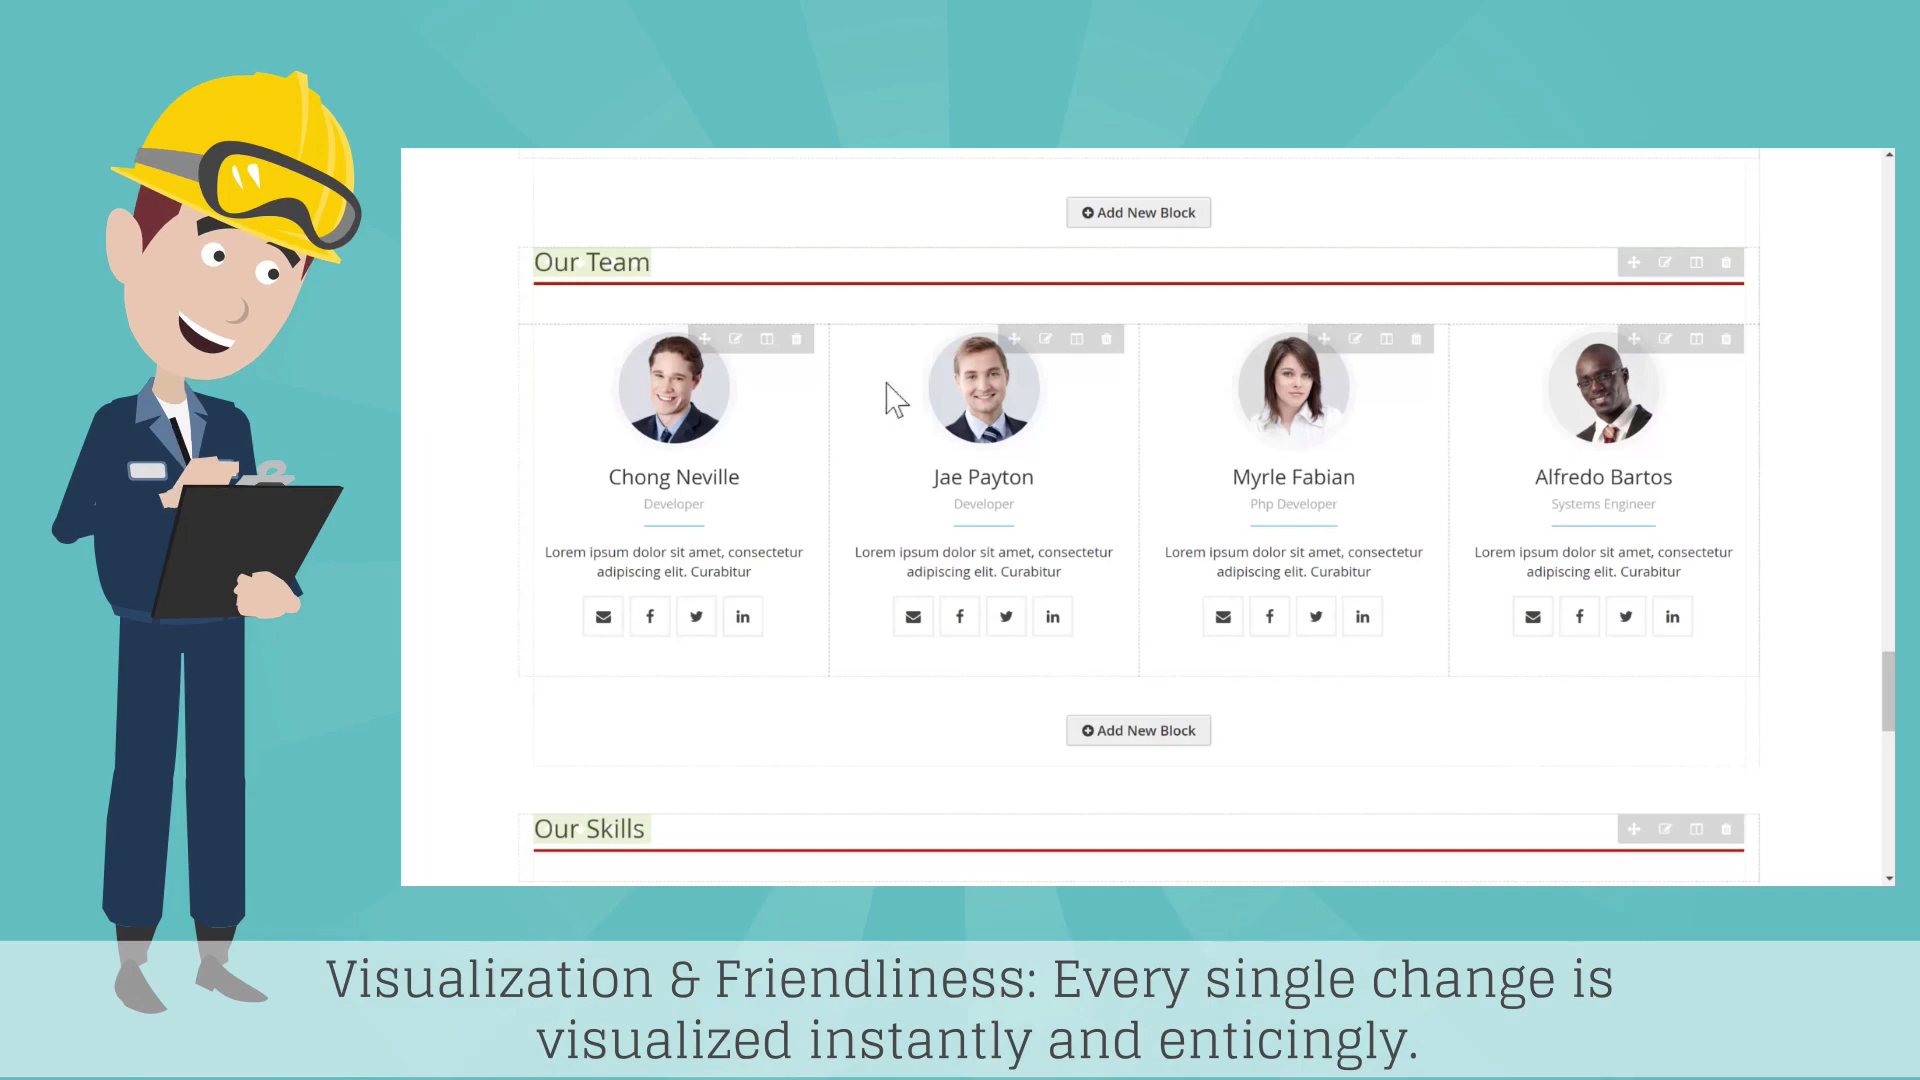 Add New Block
Our Team
Chong Neville
Developer
Lorem ipsum dolor sit amet, consectetur
adipiscing elit. Curabitur
Jae Payton
Developer
Lorem ipsum dolor sit amet, consectetur
adipiscing elit. Curabitur
Myrle Fabian
Php Developer
Lorem ipsum dolor sit amet, consectetur
adipiscing elit. Curabitur
Alfredo Bartos
Systems Engineer
Lorem ipsum dolor sit amet, consectetur
adipiscing elit. Curabitur
Add New Block
Our Skills
Visualization & Friendliness: Every single change is
visualized instantly and enticingly.